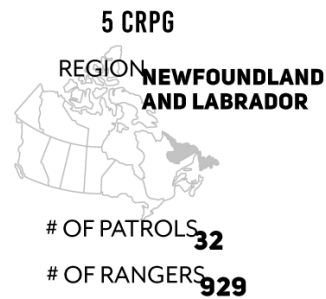 5 CRPG
REGION NEWFOUNDLAND
AND LABRADOR
# OF PATROLS 32
# OF RANGERS 929